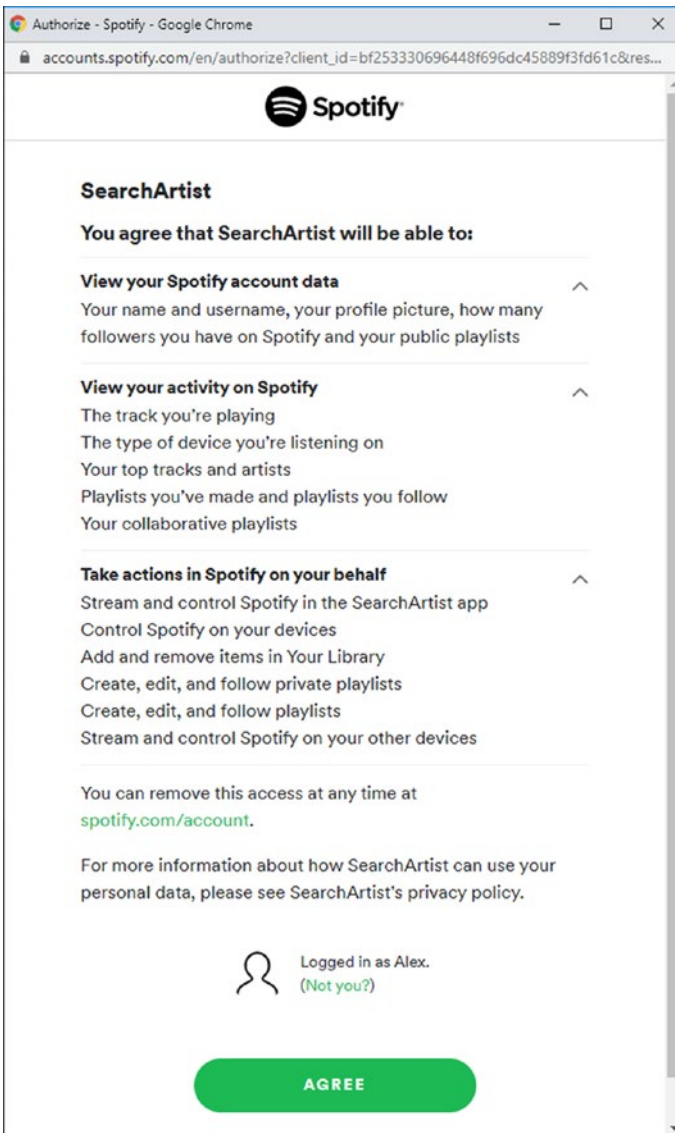 Authorize - Spotify - Google Chrome
accounts.spotify.com/en/authorize?client_id=bf253330696448f696dc45889f3fd61c&res...
Spotify
SearchArtist
You agree that SearchArtist will be able to:
View your Spotify account data
Your name and username, your profile picture, how many
followers you have on Spotify and your public playlists
View your activity on Spotify
The track you're playing
The type of device you're listening on
Your top tracks and artists
Playlists you've made and playlists you follow
Your collaborative playlists
Take actions in Spotify on your behalf
Stream and control Spotify in the SearchArtist app
Control Spotify on your devices
Add and remove items in Your Library
Create, edit, and follow private playlists
Create, edit, and follow playlists
Stream and control Spotify on your other devices
You can remove this access at any time at
spotify.com/account.
For more information about how SearchArtist can use your
personal data, please see SearchArtist's privacy policy.
Logged in as Alex.
(Not you?)
AGREE